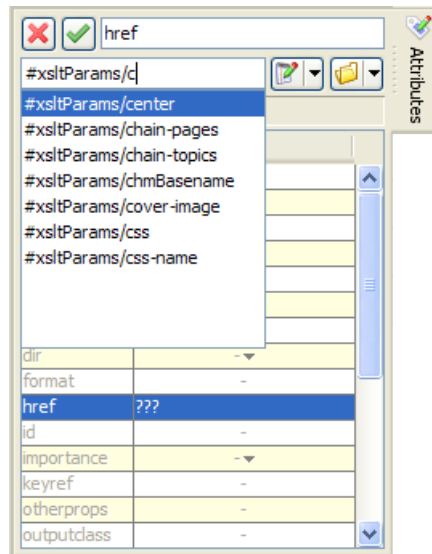 href
Attributes
#xsltParams/c
#xsltParams/center
#xsltParams/chain-pages
#xsltParams/chain-topics
#xsltParams/chmBasename
#xsltParams/cover-image
#xsltParams/css
#xsltParams/css-name
dir -
format -
href ???
id -
importance -
keyref -
otherprops -
outputclass -